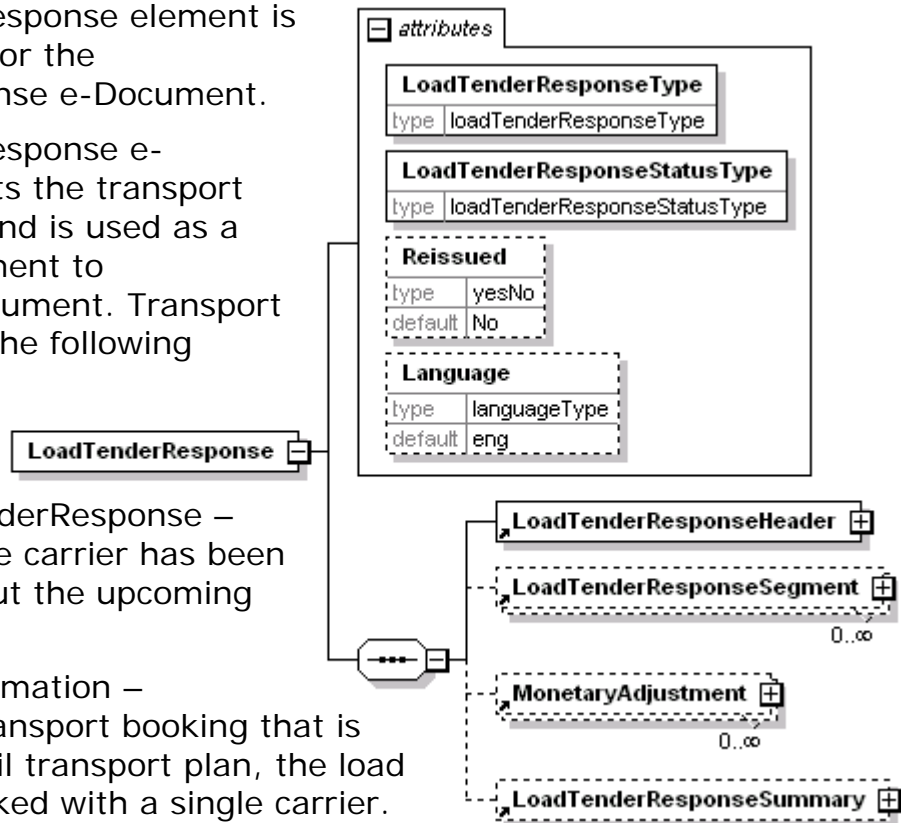 esponse element is
or the
nse e-Document.
esponse e-
ts the transport
nd is used as a
nent to
ument. Transport
he following
attributes
LoadTenderResponseType
type loadTenderResponseType
LoadTenderResponseStatusType
type loadTenderResponseStatusType
Reissued
type yesNo
default No
Language
type languageType
default eng
LoadTenderResponse
nderResponse –
e carrier has been
ut the upcoming
rmation –
ansport booking that is
il transport plan, the load
ked with a single carrier.
LoadTenderResponseHeader
LoadTenderResponseSegment
0..∞
MonetaryAdjustment
0..∞
LoadTenderResponseSummary